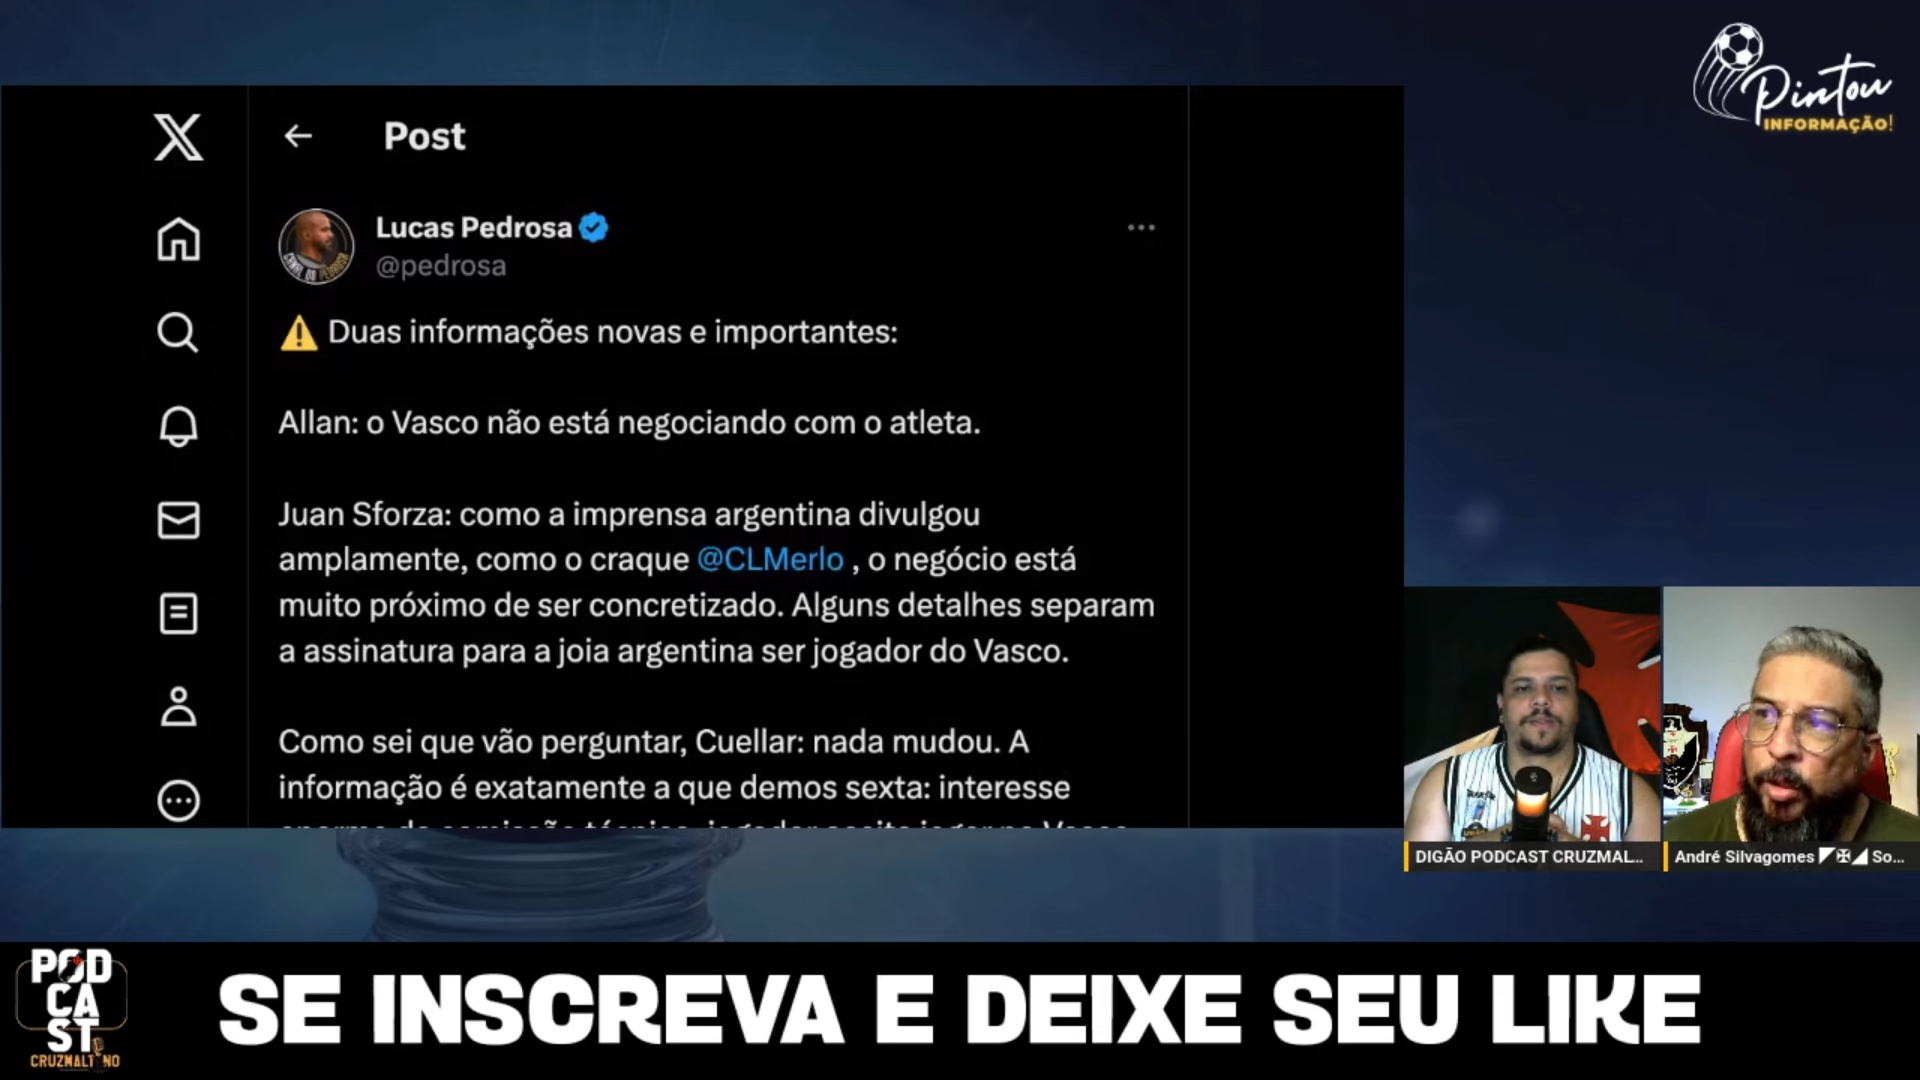 Pintou
INFORMAÇÃO!
X
Post
Lucas Pedrosa
@pedrosa
⚠ Duas informações novas e importantes:
Allan: o Vasco não está negociando com o atleta.
Juan Sforza: como a imprensa argentina divulgou
amplamente, como o craque @CLMerlo , o negócio está
muito próximo de ser concretizado. Alguns detalhes separam
a assinatura para a joia argentina ser jogador do Vasco.
Como sei que vão perguntar, Cuellar: nada mudou. A
informação é exatamente a que demos sexta: interesse
DIGÃO PODCAST CRUZMAL...
André Silvagomes ◤✠◢ So...
PODCAST
CRUZMALTINO
SE INSCREVA E DEIXE SEU LIKE